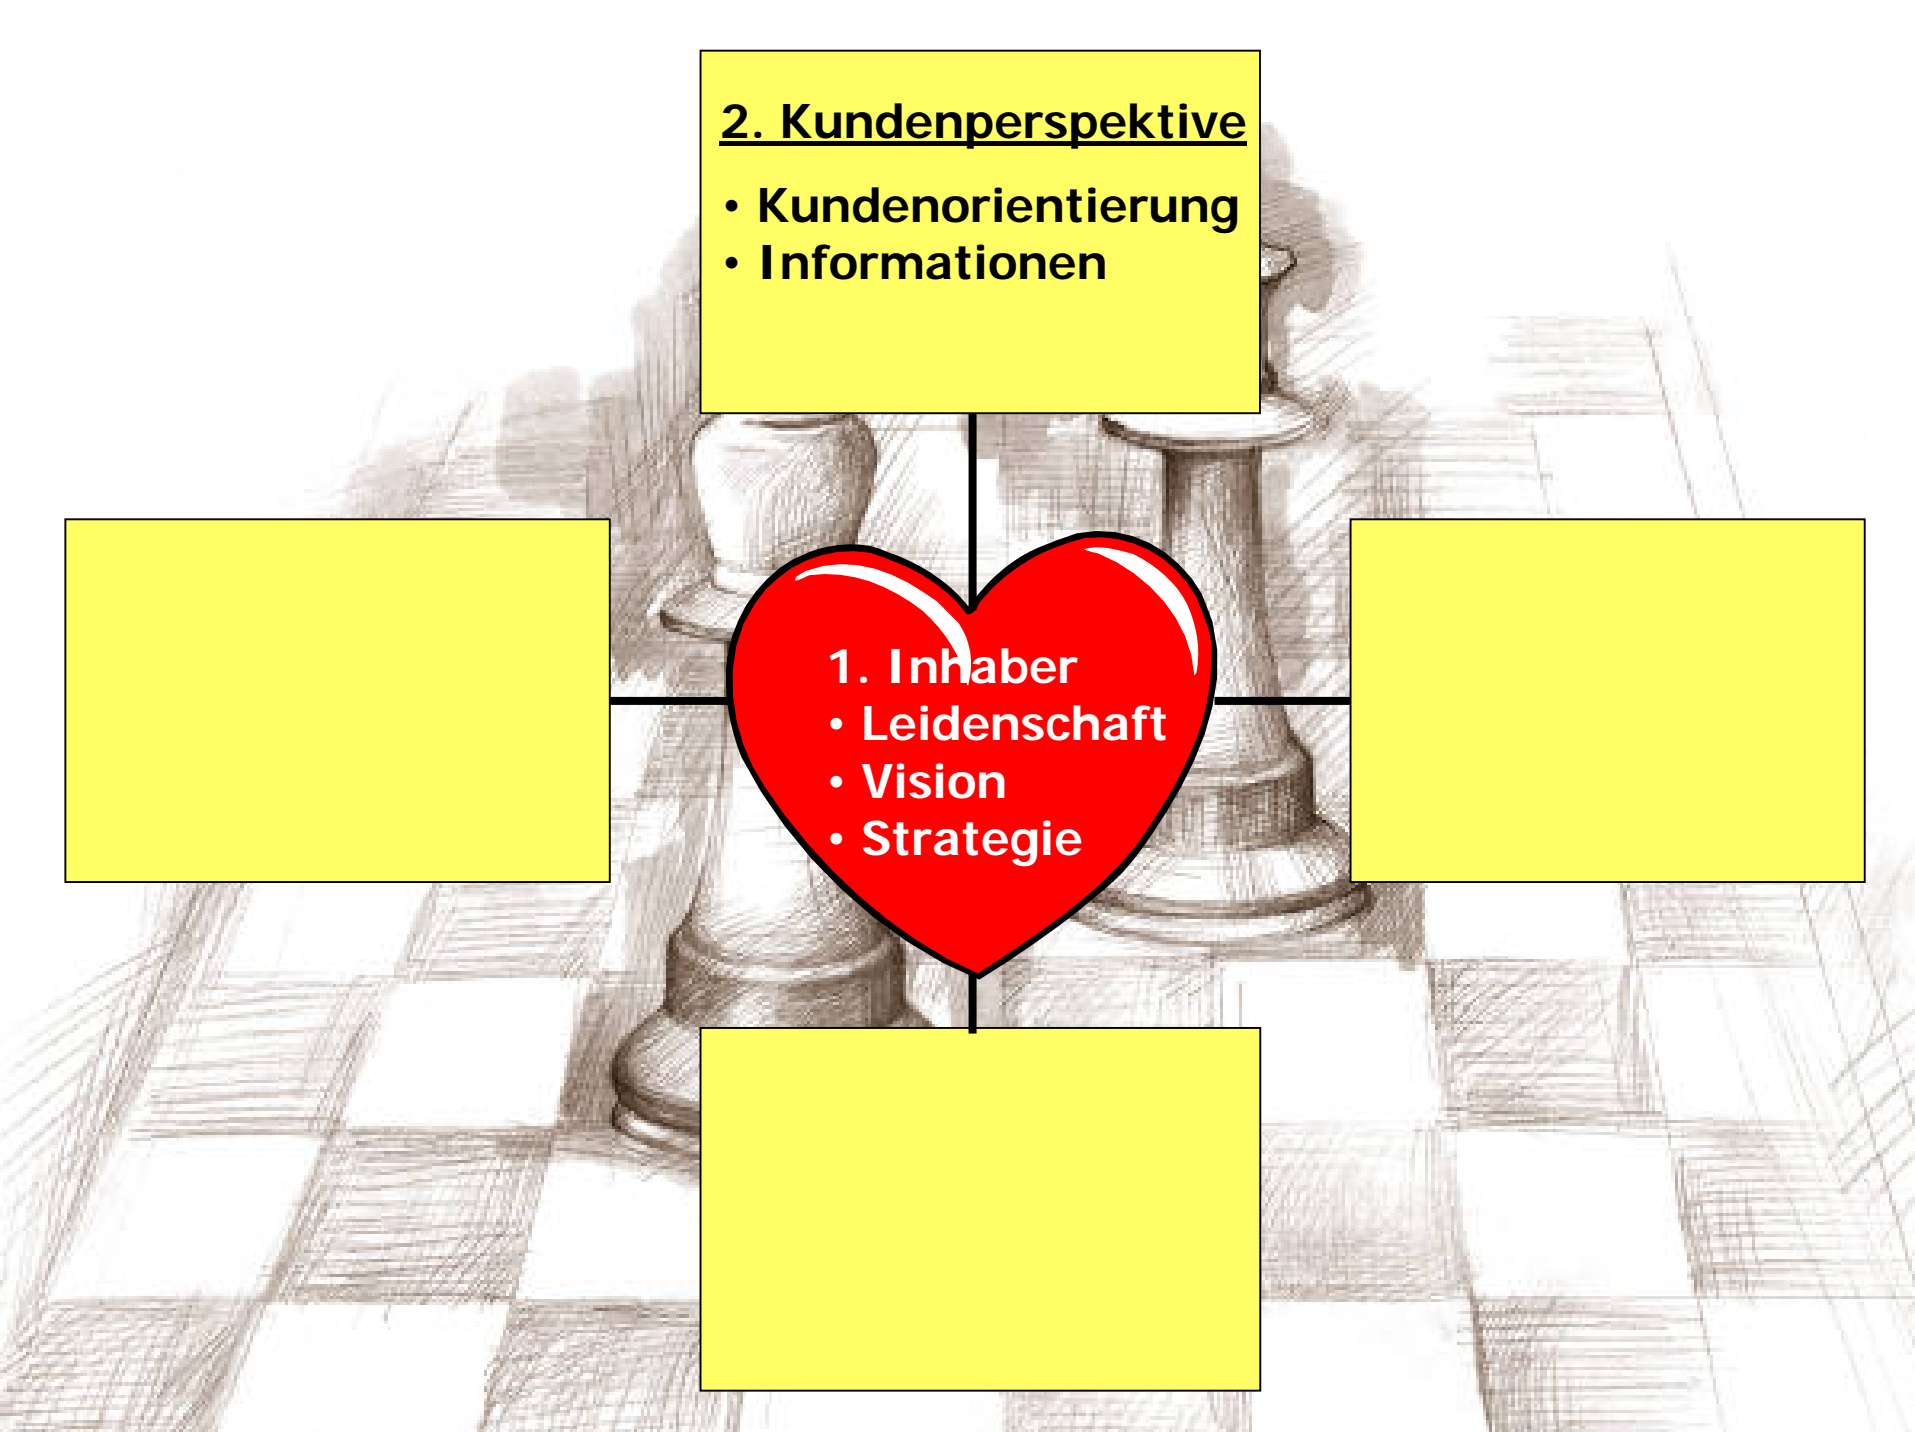 2. Kundenperspektive
• Kundenorientierung
• Informationen
1. Inhaber
• Leidenschaft
• Vision
• Strategie